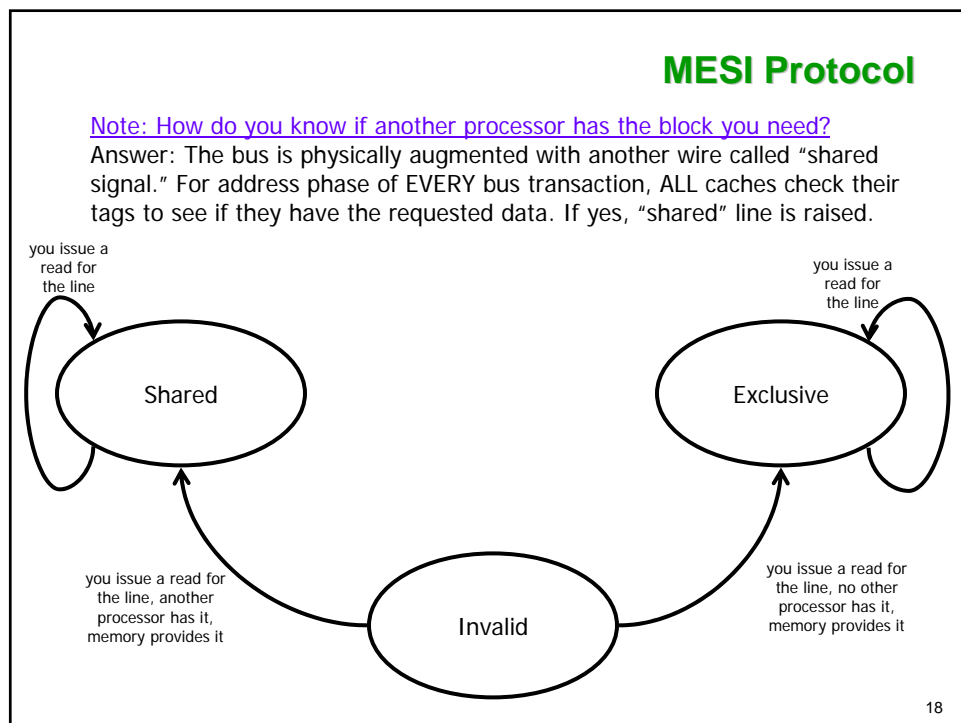 MESI Protocol
Note: How do you know if another processor has the block you need?
Answer: The bus is physically augmented with another wire called “shared
signal.” For address phase of EVERY bus transaction, ALL caches check their
tags to see if they have the requested data. If yes, “shared” line is raised.
you issue a
read for
the line
you issue a
read for
the line
Shared
Exclusive
you issue a read for
the line, another
processor has it,
memory provides it
you issue a read for
the line, no other
processor has it,
memory provides it
Invalid
18